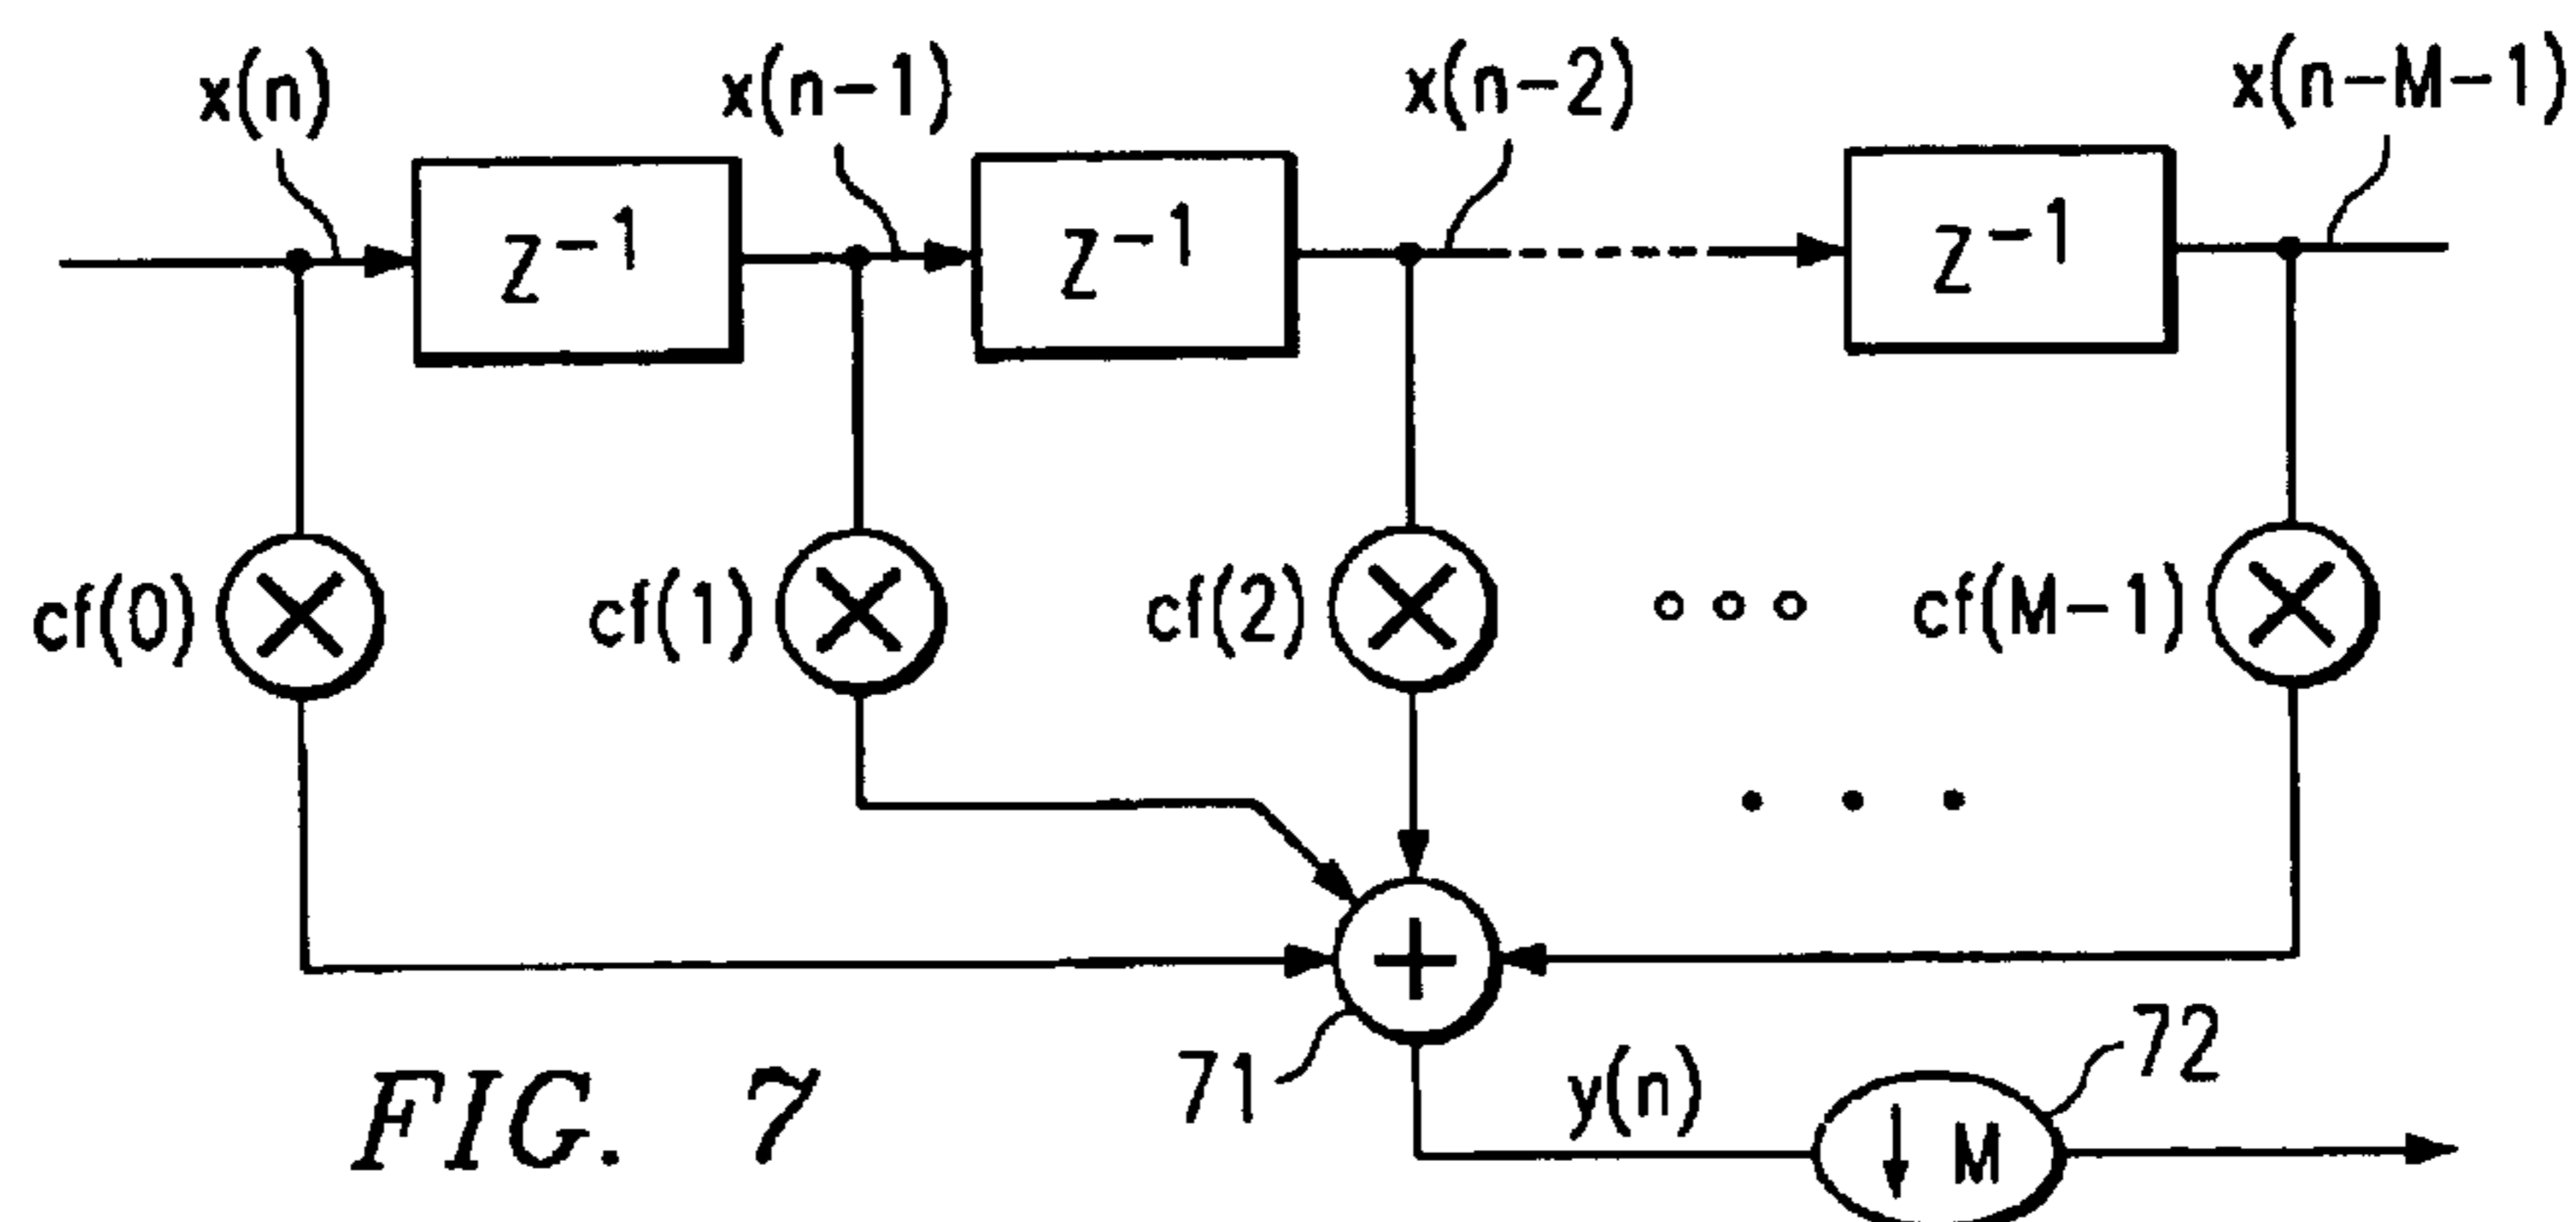 x(n) x(n-1) x(n-2) x(n-M-1)
Z⁻¹ Z⁻¹ Z⁻¹
cf(0) cf(1) cf(2) cf(M-1)
71
72
y(n)
↓ M
FIG. 7